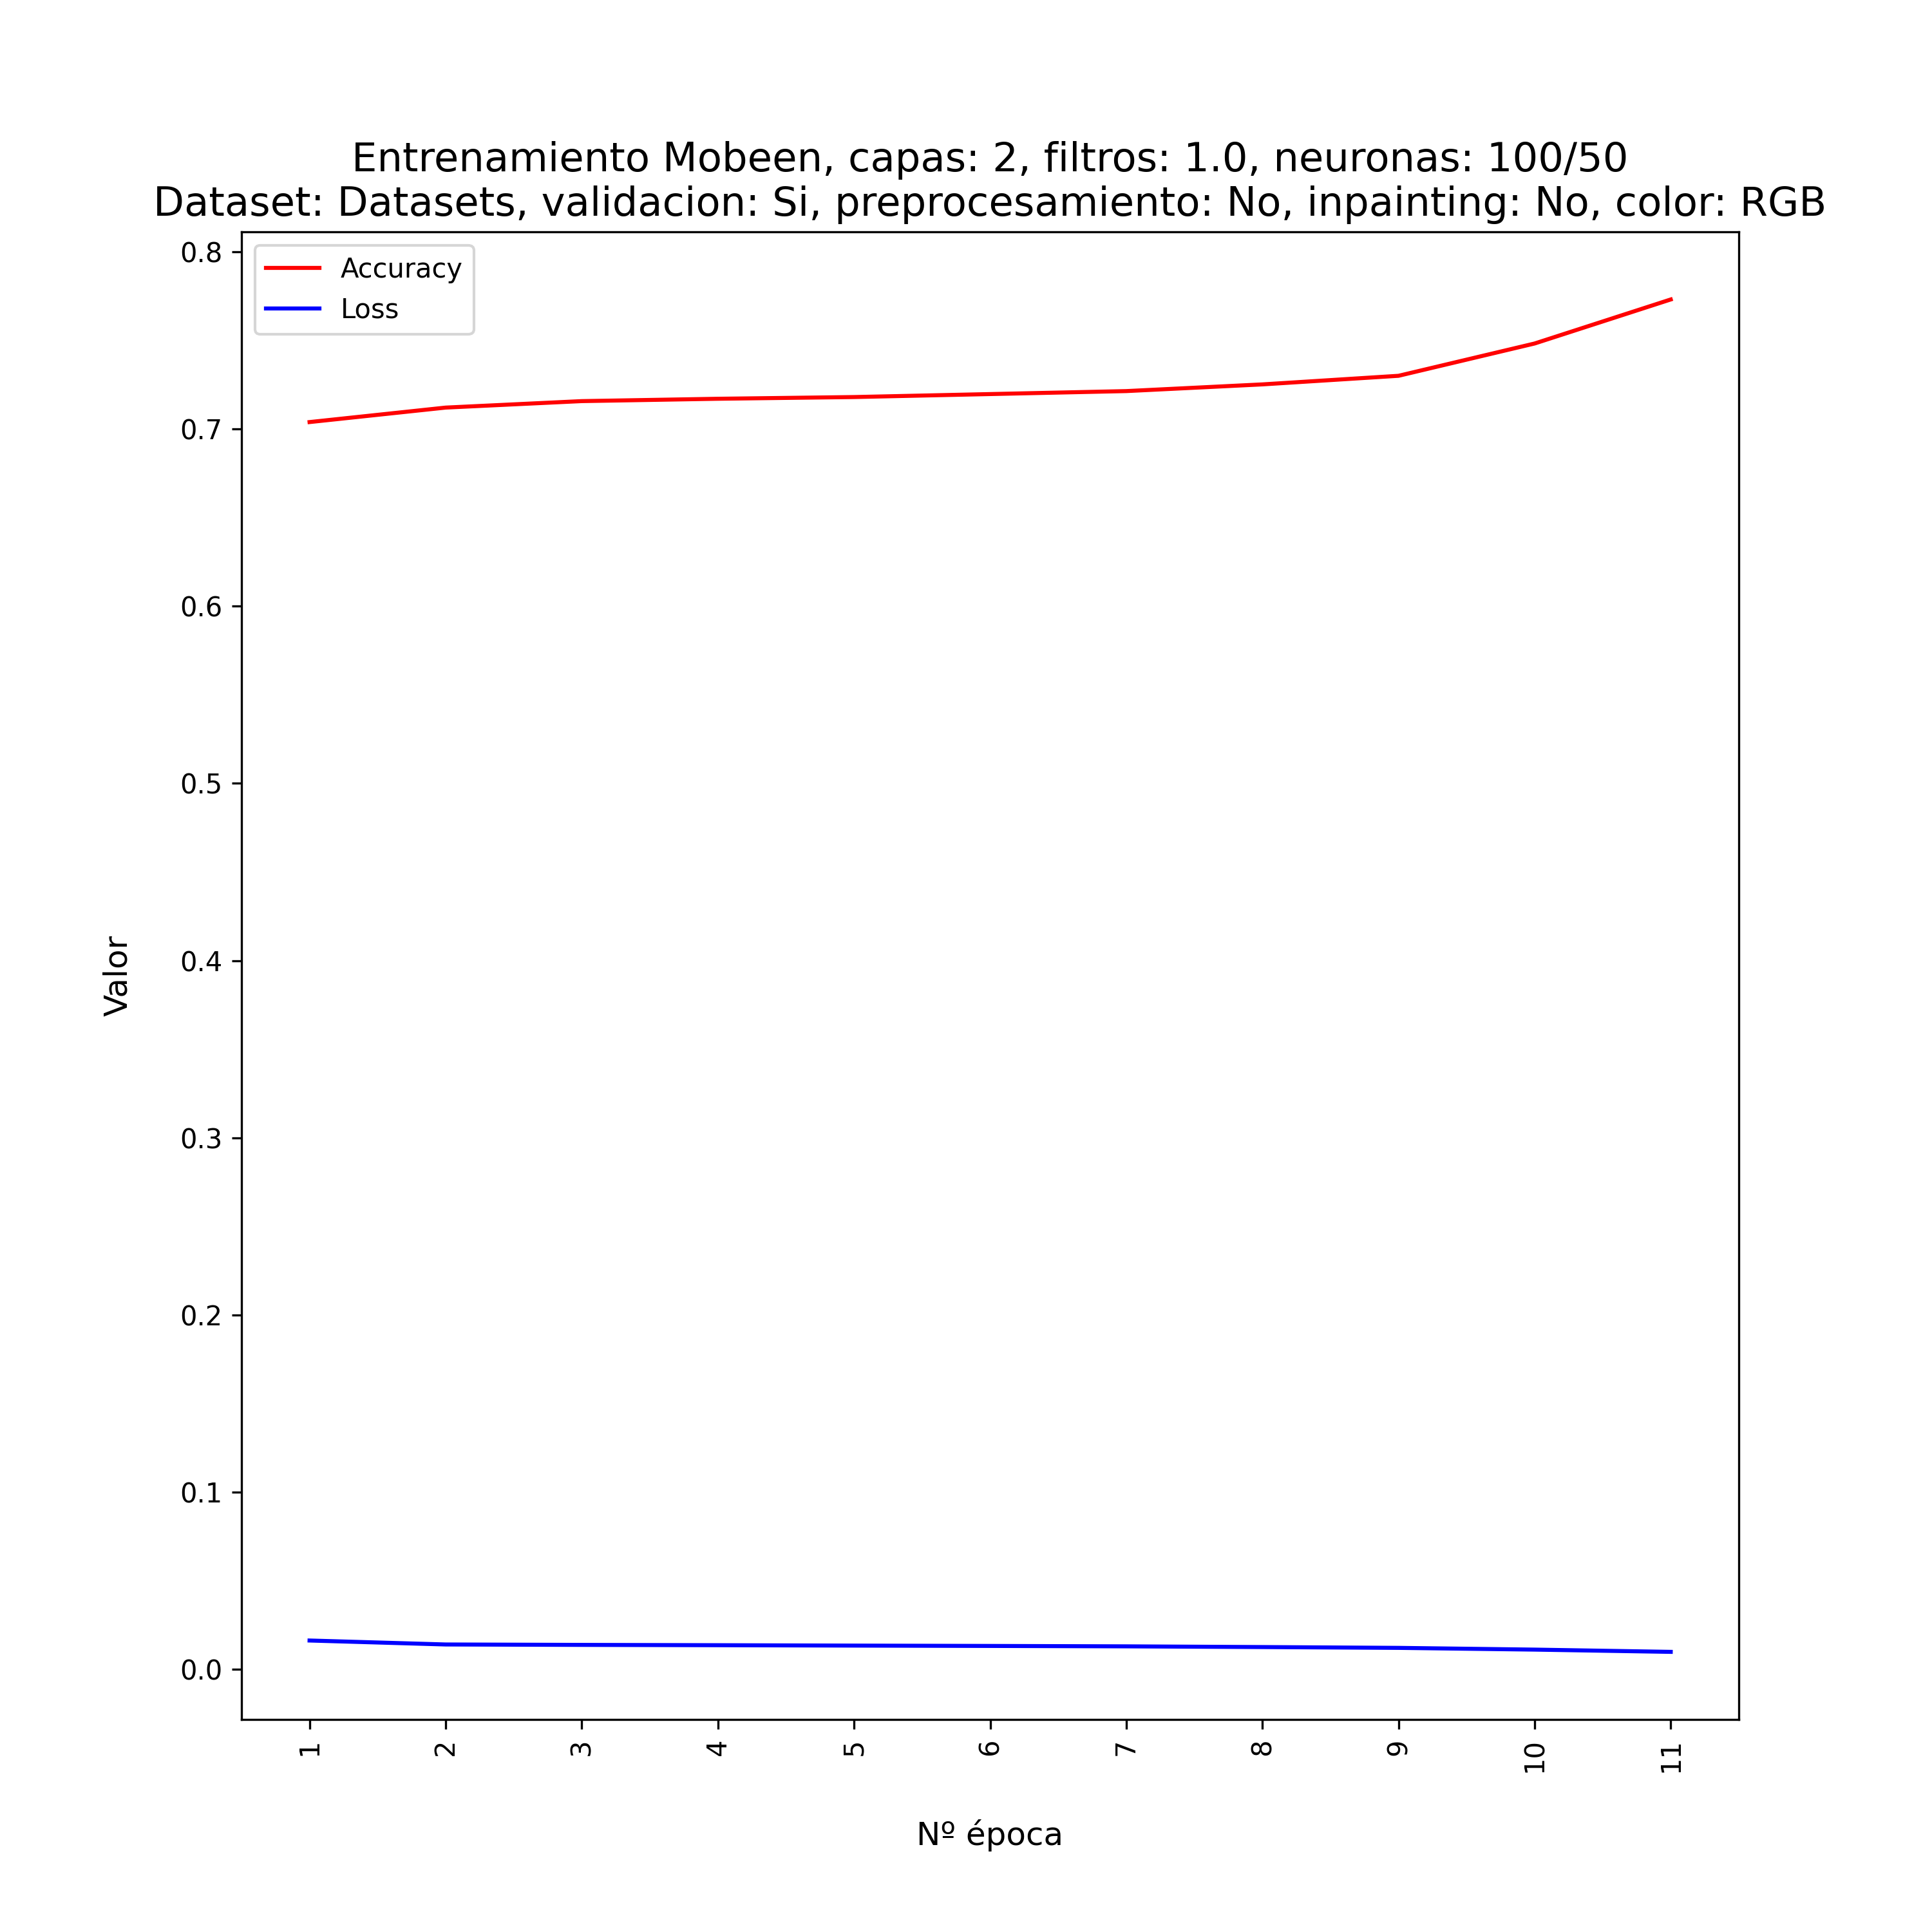 Entrenamiento Mobeen, capas: 2, filtros: 1.0, neuronas: 100/50
Dataset: Datasets, validacion: Si, preprocesamiento: No, inpainting: No, color: RGB
Accuracy
Loss
0.8
0.7
0.6
0.5
0.4
0.3
0.2
0.1
0.0
Valor
1 2 3 4 5 6 7 8 9 10 11
Nº época